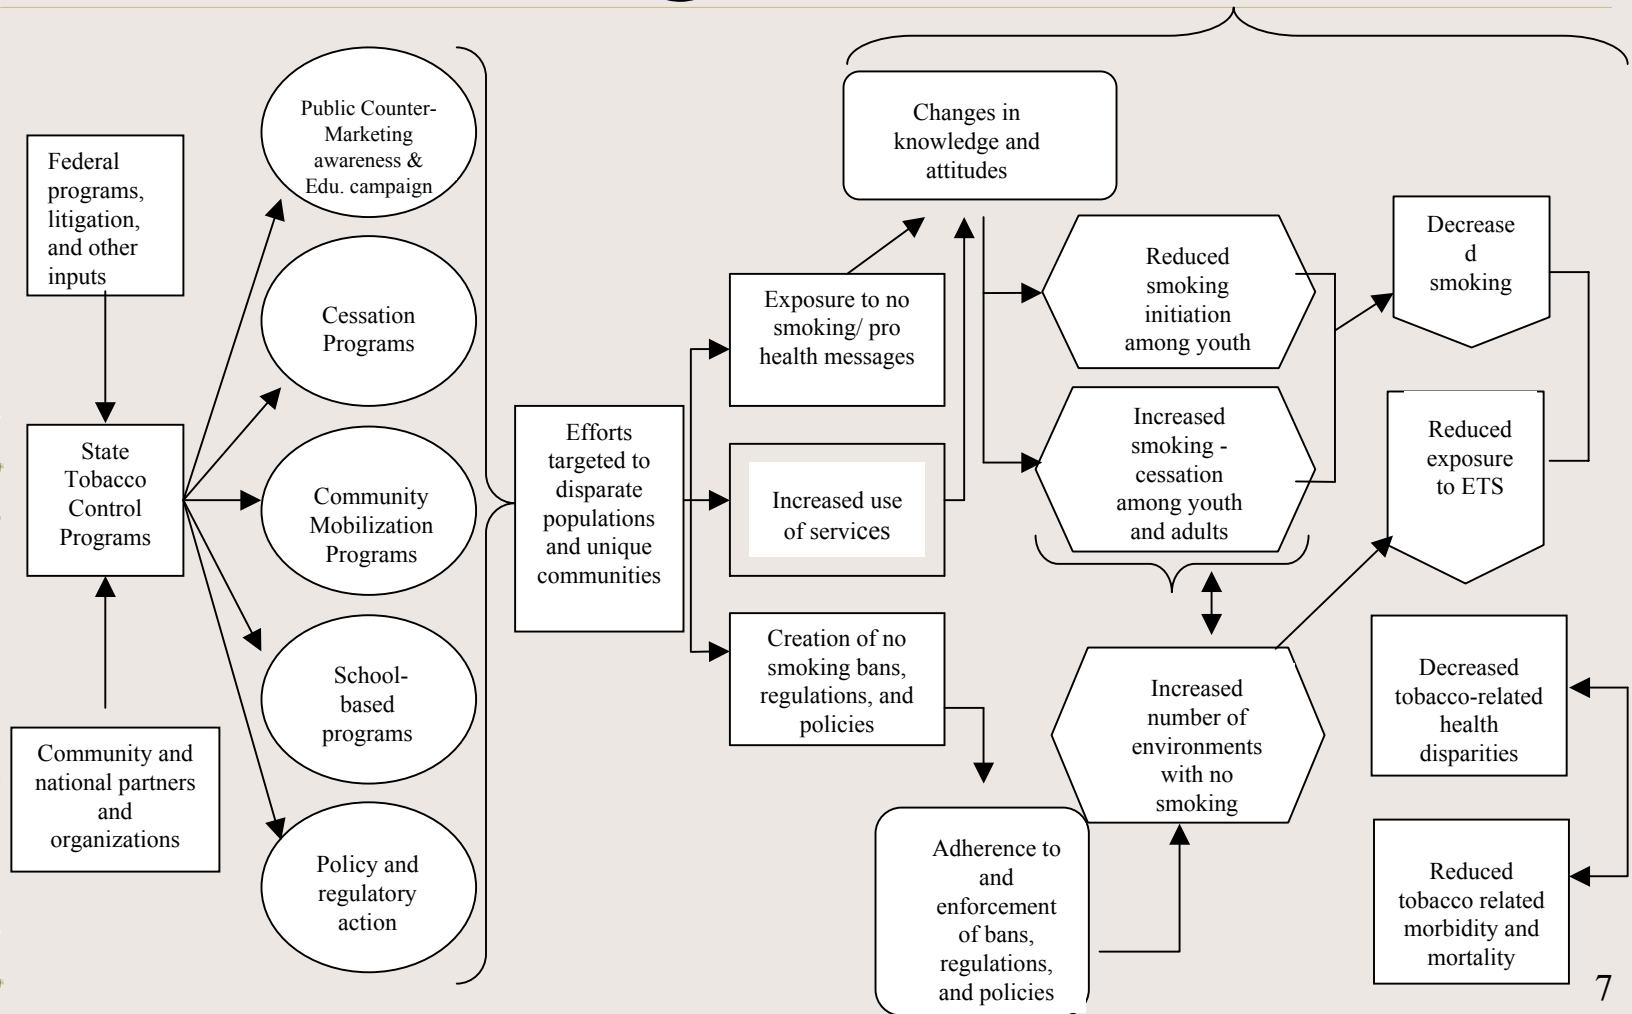 Federal
programs,
litigation,
and other
inputs
State
Tobacco
Control
Programs
Community and
national partners
and
organizations
Public Counter-
Marketing
awareness &
Edu. campaign
Cessation
Programs
Community
Mobilization
Programs
School-
based
programs
Policy and
regulatory
action
Efforts
targeted to
disparate
populations
and unique
communities
Exposure to no
smoking/ pro
health messages
Increased use
of services
Creation of no
smoking bans,
regulations, and
policies
Changes in
knowledge and
attitudes
Adherence to
and
enforcement
of bans,
regulations,
and policies
Reduced
smoking
initiation
among youth
Increased
smoking -
cessation
among youth
and adults
Increased
number of
environments
with no
smoking
Decrease
d
smoking
Reduced
exposure
to ETS
Decreased
tobacco-related
health
disparities
Reduced
tobacco related
morbidity and
mortality
7